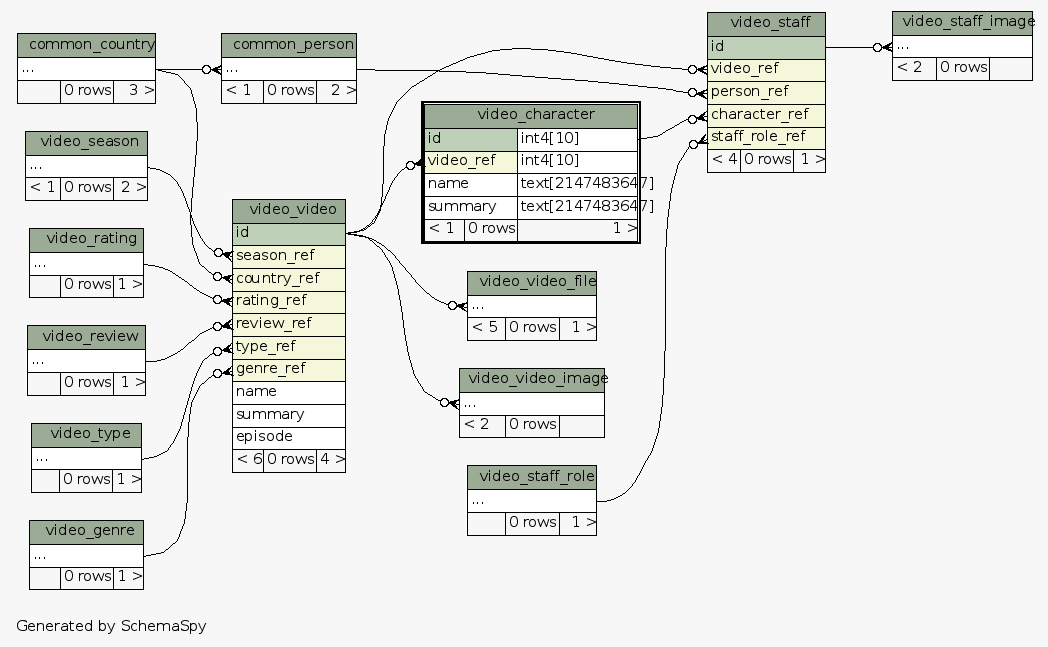 common_country
...
0 rows 3 >
common_person
...
< 1 0 rows 2 >
video_staff
id
video_ref
person_ref
character_ref
staff_role_ref
< 4 0 rows 1 >
video_staff_image
...
< 2 0 rows
video_season
...
< 1 0 rows 2 >
video_character
id int4[10]
video_ref int4[10]
name text[2147483647]
summary text[2147483647]
< 1 0 rows 1 >
video_rating
...
0 rows 1 >
video_video
id
season_ref
country_ref
rating_ref
review_ref
type_ref
genre_ref
name
summary
episode
< 6 0 rows 4 >
video_video_file
...
< 5 0 rows 1 >
video_review
...
0 rows 1 >
video_video_image
...
< 2 0 rows
video_type
...
0 rows 1 >
video_staff_role
...
0 rows 1 >
video_genre
...
0 rows 1 >
Generated by SchemaSpy